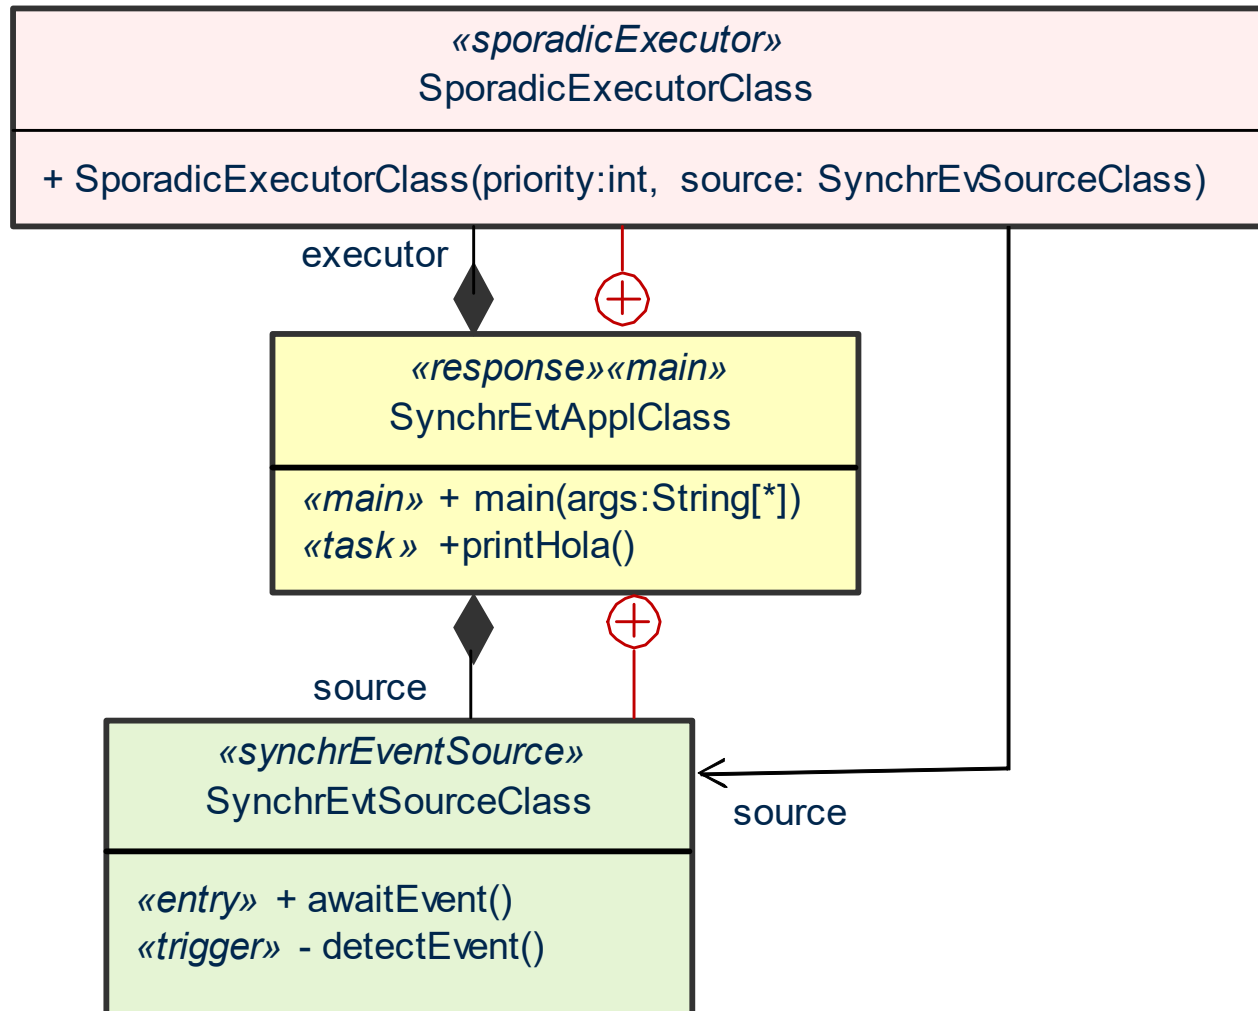 «sporadicExecutor»
SporadicExecutorClass
+ SporadicExecutorClass(priority:int, source: SynchrEvSourceClass)
executor
«response»«main»
SynchrEvtApplClass
«main» + main(args:String[*])
«task» +printHola()
source
«synchrEventSource»
SynchrEvtSourceClass
source
«entry» + awaitEvent()
«trigger» - detectEvent()